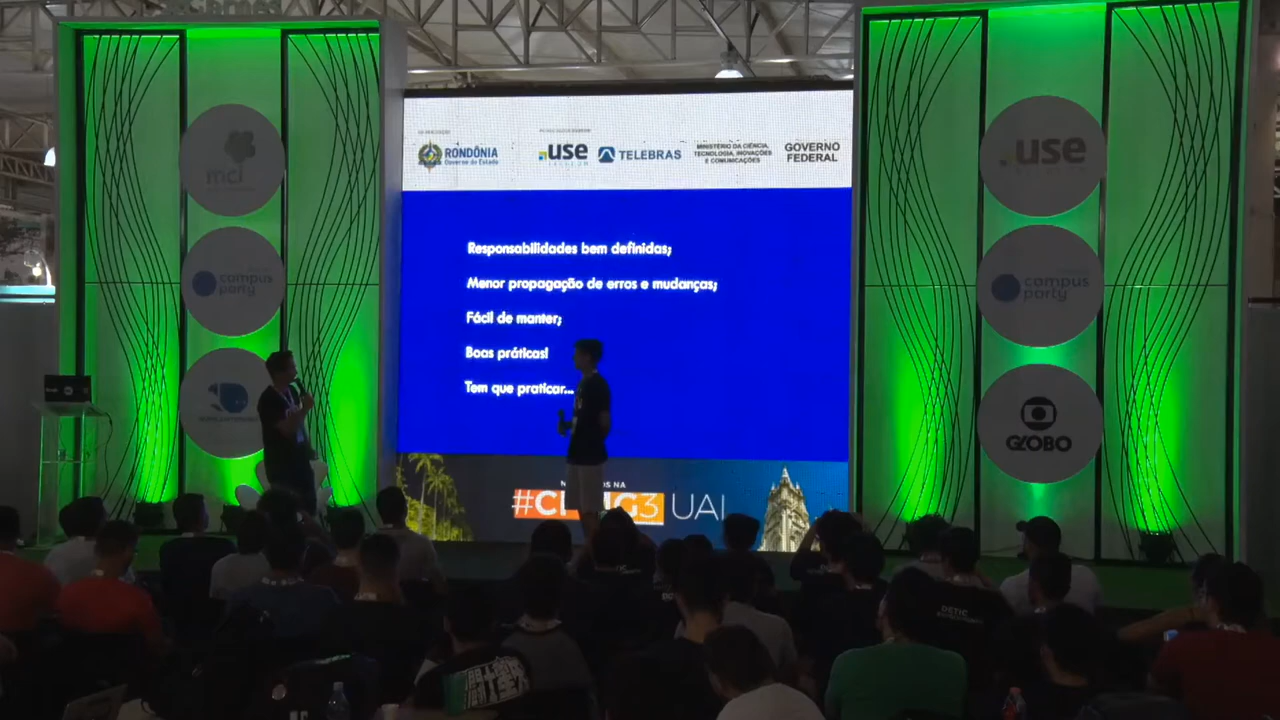 mci
campus
party
RONDÔNIA
Governo do Estado
USE
TELECOM
TELEBRAS
MINISTÉRIO DA CIÊNCIA,
TECNOLOGIA, INOVAÇÕES
E COMUNICAÇÕES
GOVERNO
FEDERAL
Responsabilidades bem definidas;
Menor propagação de erros e mudanças;
Fácil de manter;
Boas práticas!
Tem que praticar...
UAI
use
campus
party
GLOBO
DETIC